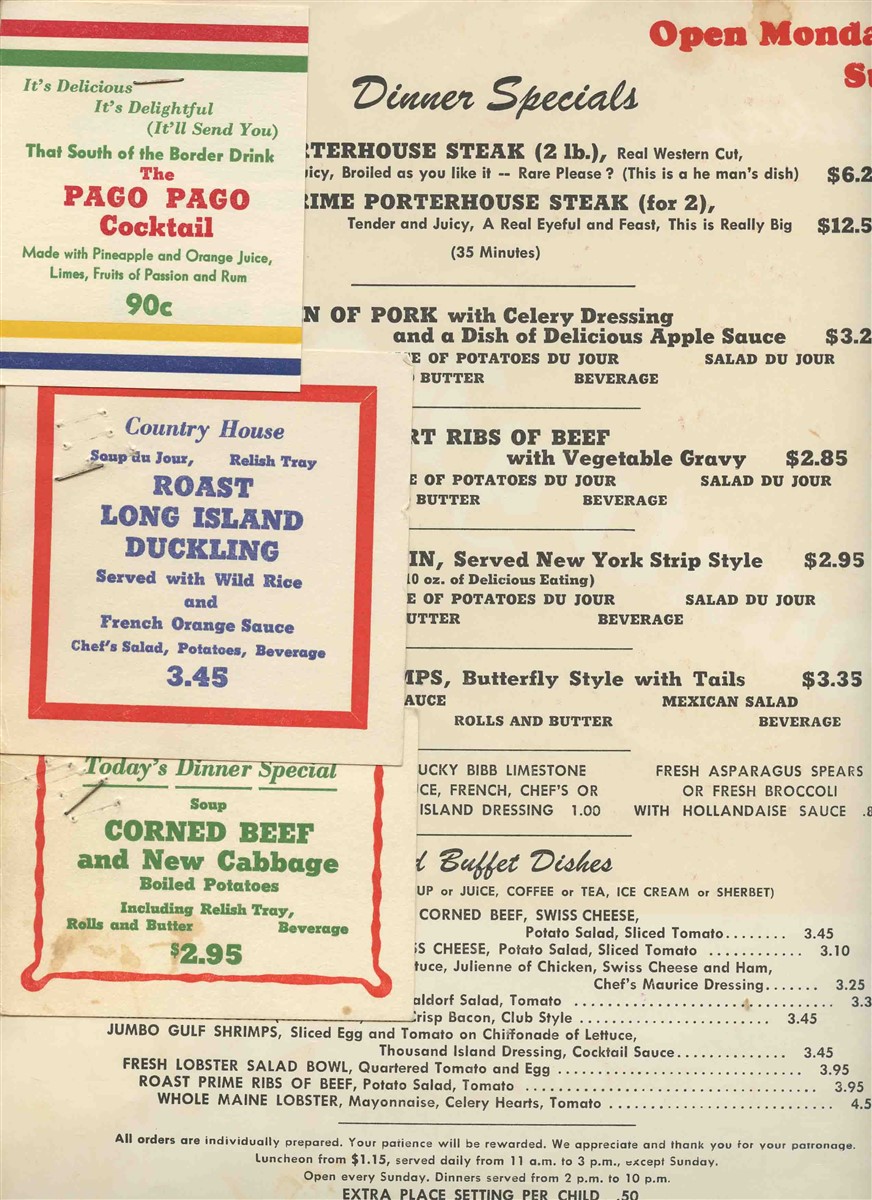 It's Delicious
It's Delightful
(It'll Send You)
That South of the Border Drink
The
PAGO PAGO
Cocktail
Made with Pineapple and Orange Juice,
Limes, Fruits of Passion and Rum
90c
Country House
Soup du Jour, Relish Tray
ROAST
LONG ISLAND
DUCKLING
Served with Wild Rice
and
French Orange Sauce
Chef's Salad, Potatoes, Beverage
3.45
Today's Dinner Special
Soup
CORNED BEEF
and New Cabbage
Boiled Potatoes
Including Relish Tray,
Rolls and Butter Beverage
$2.95
Open Monda
Su
Dinner Specials
RTERHOUSE STEAK (2 lb.), Real Western Cut,
uicy, Broiled as you like it -- Rare Please? (This is a he man's dish) $6.2
RIME PORTERHOUSE STEAK (for 2),
Tender and Juicy, A Real Eyeful and Feast, This is Really Big $12.5
(35 Minutes)
N OF PORK with Celery Dressing
and a Dish of Delicious Apple Sauce $3.2
E OF POTATOES DU JOUR SALAD DU JOUR
BUTTER BEVERAGE
RT RIBS OF BEEF
with Vegetable Gravy $2.85
E OF POTATOES DU JOUR SALAD DU JOUR
BUTTER BEVERAGE
IN, Served New York Strip Style $2.95
10 oz. of Delicious Eating)
E OF POTATOES DU JOUR SALAD DU JOUR
UTTER BEVERAGE
MPS, Butterfly Style with Tails $3.35
AUCE MEXICAN SALAD
ROLLS AND BUTTER BEVERAGE
UCKY BIBB LIMESTONE FRESH ASPARAGUS SPEARS
CE, FRENCH, CHEF'S OR OR FRESH BROCCOLI
ISLAND DRESSING 1.00 WITH HOLLANDAISE SAUCE .8
d Buffet Dishes
UP or JUICE, COFFEE or TEA, ICE CREAM or SHERBET)
CORNED BEEF, SWISS CHEESE,
Potato Salad, Sliced Tomato........ 3.45
SS CHEESE, Potato Salad, Sliced Tomato ............ 3.10
tuce, Julienne of Chicken, Swiss Cheese and Ham,
Chef's Maurice Dressing....... 3.25
aldorf Salad, Tomato ................................. 3.3
Crisp Bacon, Club Style ........................ 3.45
JUMBO GULF SHRIMPS, Sliced Egg and Tomato on Chiffonade of Lettuce,
Thousand Island Dressing, Cocktail Sauce............. 3.45
FRESH LOBSTER SALAD BOWL, Quartered Tomato and Egg ................................. 3.95
ROAST PRIME RIBS OF BEEF, Potato Salad, Tomato .................................... 3.95
WHOLE MAINE LOBSTER, Mayonnaise, Celery Hearts, Tomato ............................ 4.5
All orders are individually prepared. Your patience will be rewarded. We appreciate and thank you for your patronage.
Luncheon from $1.15, served daily from 11 a.m. to 3 p.m., except Sunday.
Open every Sunday. Dinners served from 2 p.m. to 10 p.m.
EXTRA PLACE SETTING PER CHILD .50